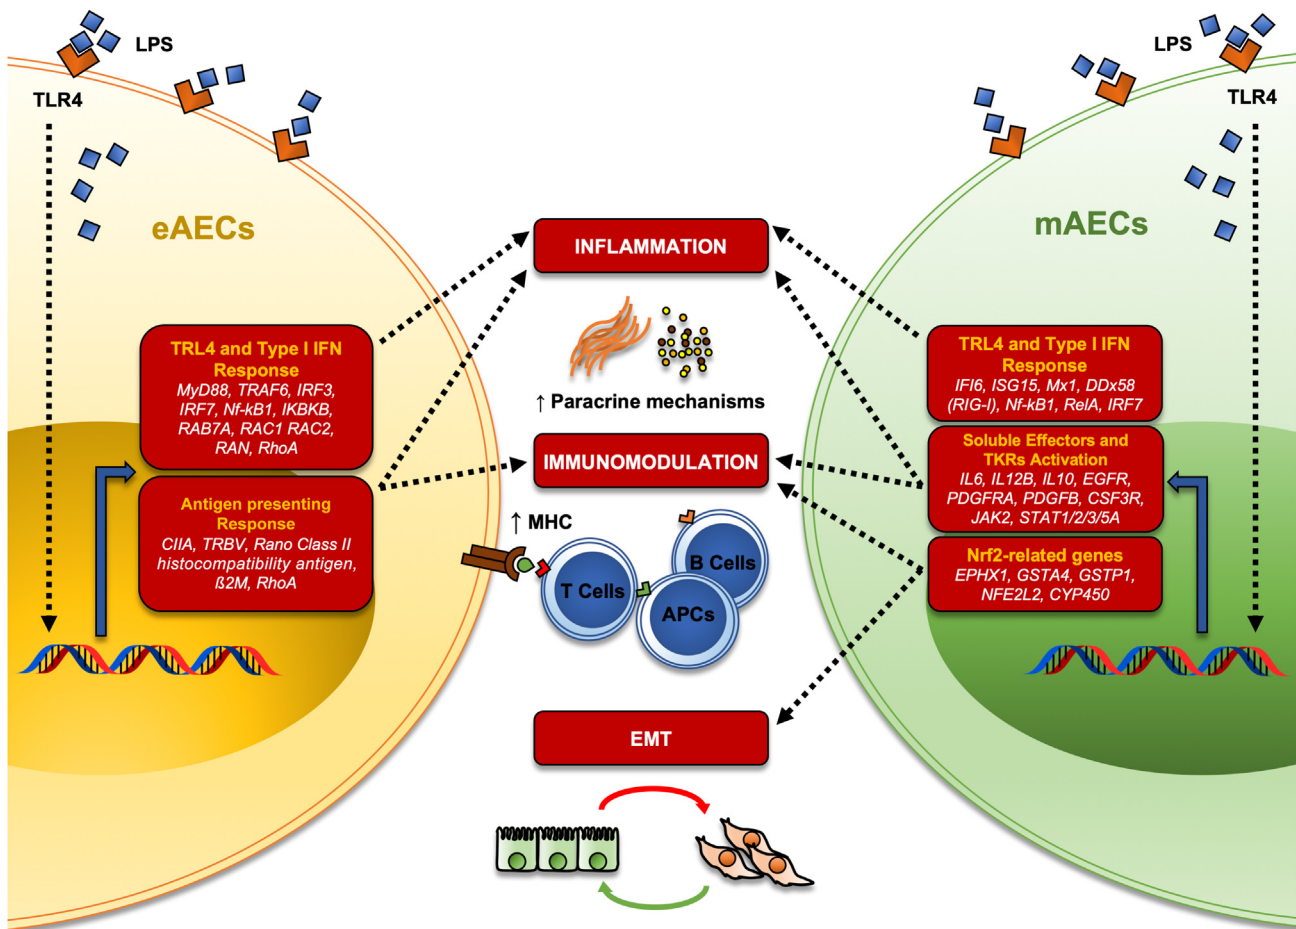 LPS
TLR4
eAECs
TRL4 and Type I IFN
Response
MyD88, TRAF6, IRF3,
IRF7, Nf-kB1, IKBKB,
RAB7A, RAC1 RAC2,
RAN, RhoA
Antigen presenting
Response
CIIA, TRBV, Rano Class II
histocompatibility antigen,
ß2M, RhoA
INFLAMMATION
↑ Paracrine mechanisms
IMMUNOMODULATION
↑ MHC
T Cells
B Cells
APCs
EMT
LPS
TLR4
mAECs
TRL4 and Type I IFN
Response
IFI6, ISG15, Mx1, DDx58
(RIG-I), Nf-kB1, RelA, IRF7
Soluble Effectors and
TKRs Activation
IL6, IL12B, IL10, EGFR,
PDGFRA, PDGFB, CSF3R,
JAK2, STAT1/2/3/5A
Nrf2-related genes
EPHX1, GSTA4, GSTP1,
NFE2L2, CYP450